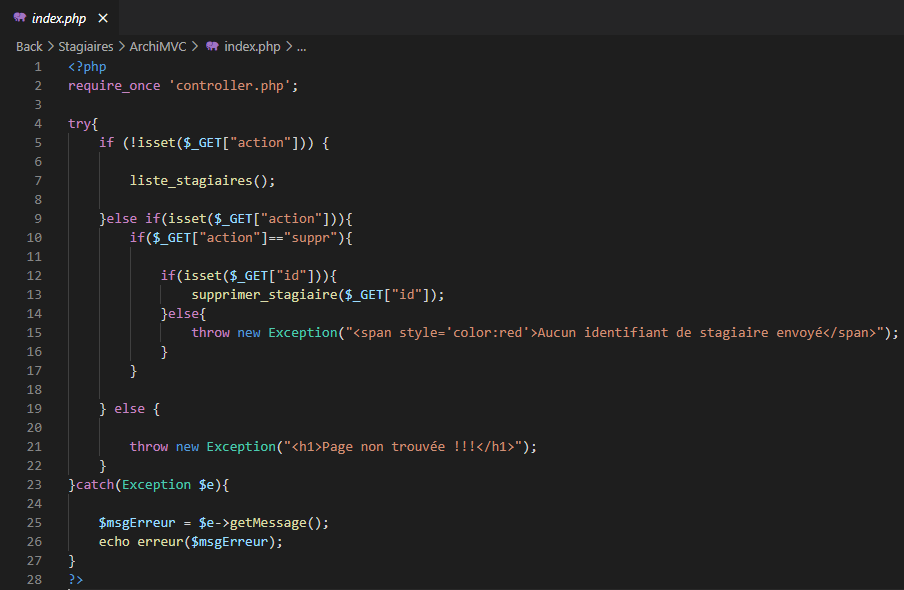 index.php ×
Back > Stagiaires > ArchiMVC > index.php > ...
1 <?php
2 require_once 'controller.php';
3
4 try{
5     if (!isset($_GET["action"])) {
6
7         liste_stagiaires();
8
9     }else if(isset($_GET["action"])){
10         if($_GET["action"]=="suppr"){
11
12             if(isset($_GET["id"])){
13                 supprimer_stagiaire($_GET["id"]);
14             }else{
15                 throw new Exception("<span style='color:red'>Aucun identifiant de stagiaire envoyé</span>");
16             }
17         }
18
19     } else {
20
21         throw new Exception("<h1>Page non trouvée !!!</h1>");
22     }
23 }catch(Exception $e){
24
25     $msgErreur = $e->getMessage();
26     echo erreur($msgErreur);
27 }
28 ?>